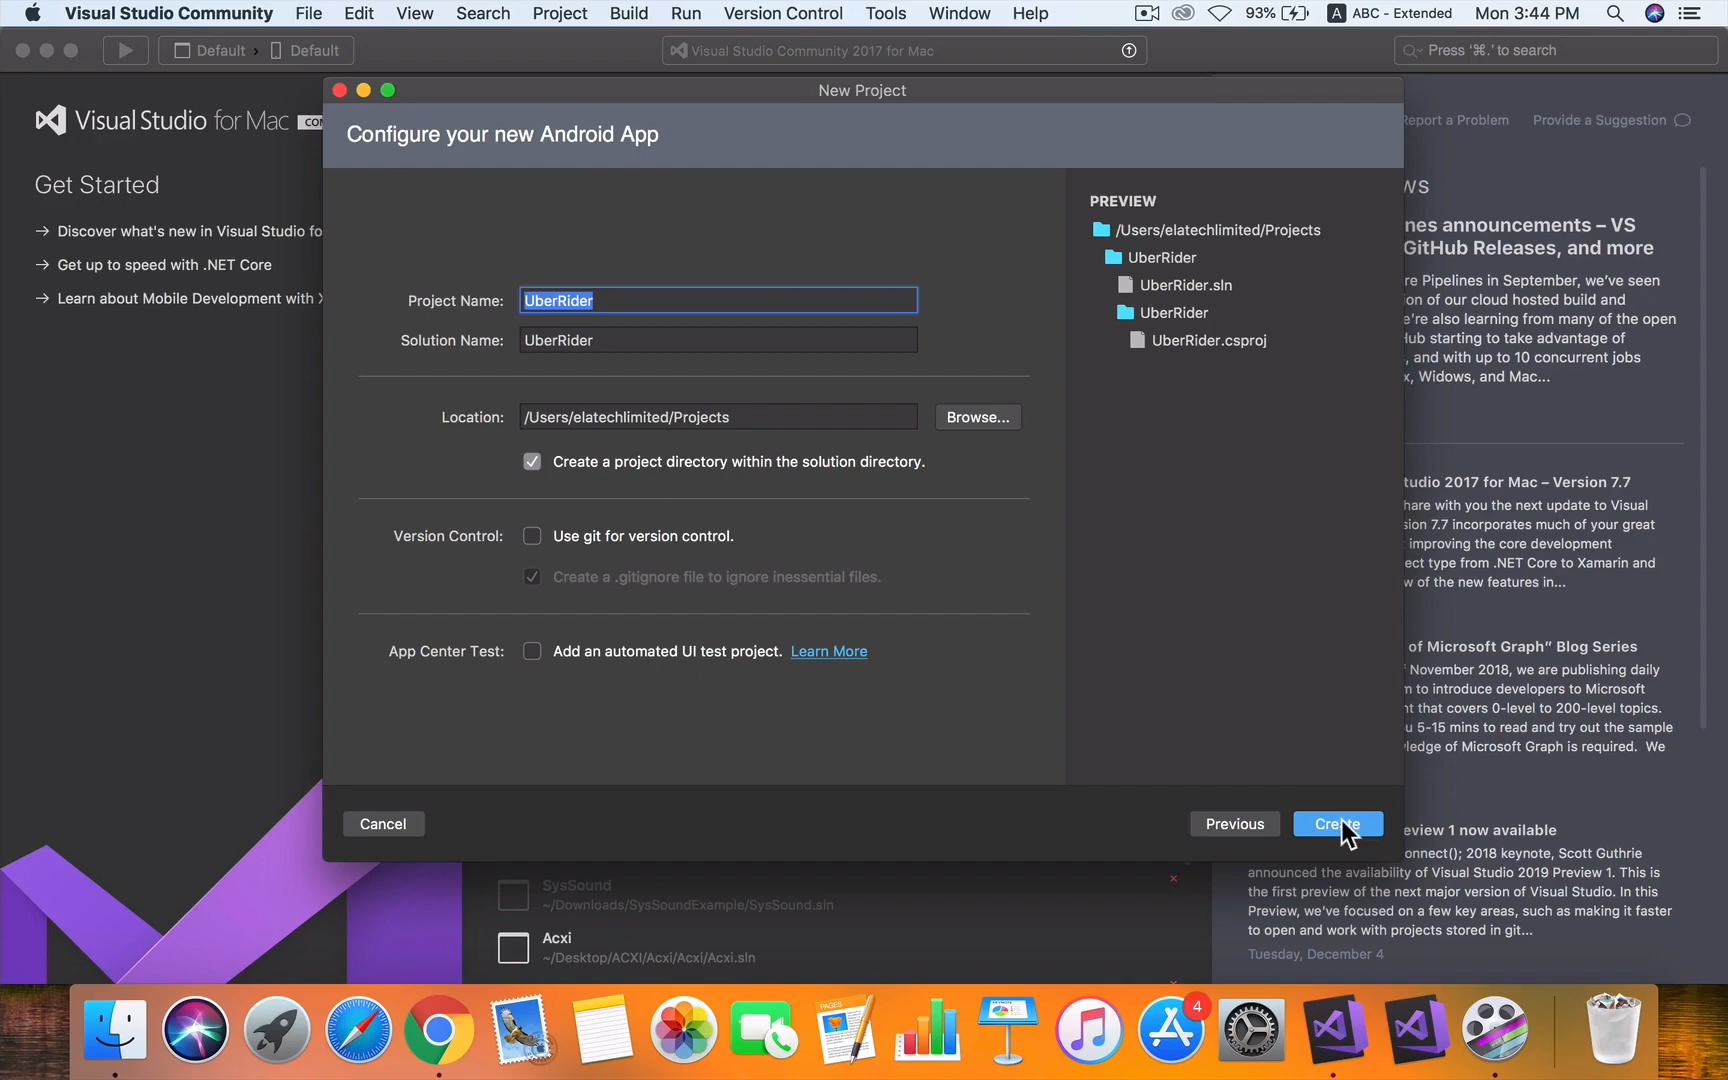 Visual Studio Community File Edit View Search Project Build Run Version Control Tools Window Help 93% A ABC - Extended Mon 3:44 PM
Default › Default Visual Studio Community 2017 for Mac Press '⌘.' to search
New Project
Configure your new Android App
Visual Studio for Mac
Report a Problem Provide a Suggestion
Get Started
→ Discover what's new in Visual Studio fo
→ Get up to speed with .NET Core
→ Learn about Mobile Development with
Project Name: UberRider
Solution Name: UberRider
Location: /Users/elatechlimited/Projects Browse...
Create a project directory within the solution directory.
Version Control: Use git for version control.
Create a .gitignore file to ignore inessential files.
App Center Test: Add an automated UI test project. Learn More
PREVIEW
/Users/elatechlimited/Projects
UberRider
UberRider.sln
UberRider
UberRider.csproj
Cancel Previous Create
WS
nes announcements – VS
GitHub Releases, and more
re Pipelines in September, we've seen
on of our cloud hosted build and
e're also learning from many of the open
Hub starting to take advantage of
, and with up to 10 concurrent jobs
x, Widows, and Mac...
tudio 2017 for Mac – Version 7.7
hare with you the next update to Visual
sion 7.7 incorporates much of your great
improving the core development
ect type from .NET Core to Xamarin and
w of the new features in...
of Microsoft Graph” Blog Series
November 2018, we are publishing daily
n to introduce developers to Microsoft
nt that covers 0-level to 200-level topics.
u 5-15 mins to read and try out the sample
ledge of Microsoft Graph is required. We
eview 1 now available
onnect(); 2018 keynote, Scott Guthrie
announced the availability of Visual Studio 2019 Preview 1. This is
the first preview of the next major version of Visual Studio. In this
Preview, we've focused on a few key areas, such as making it faster
to open and work with projects stored in git...
Tuesday, December 4
SysSound
~/Downloads/SysSoundExample/SysSound.sln
Acxi
~/Desktop/ACXI/Acxi/Acxi/Acxi.sln
PAGES
KEYNOTE
4